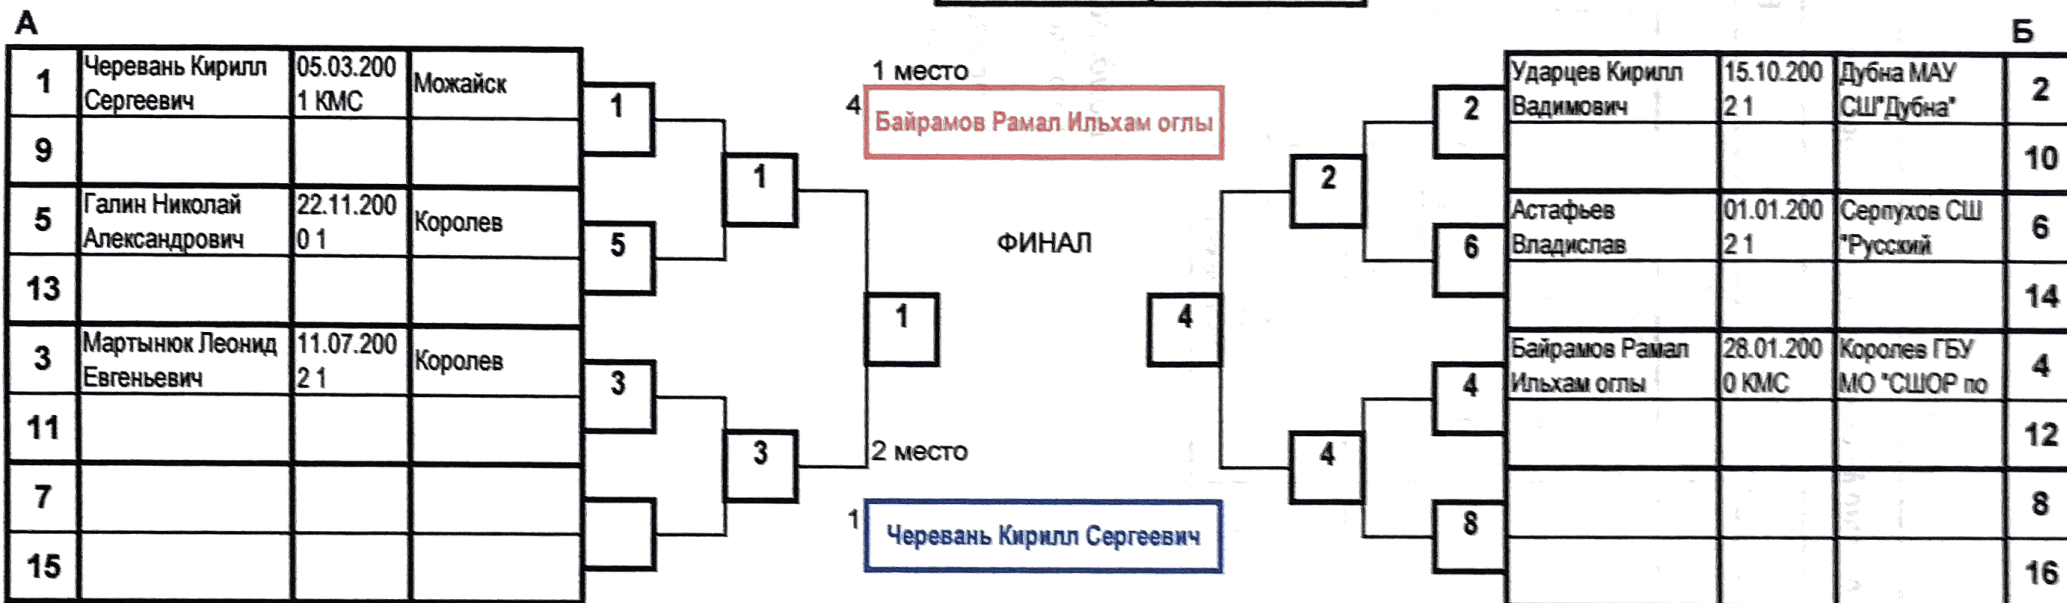 А
1
Черевань Кирилл
Сергеевич
05.03.200
1 КМС
Можайск
9
5
Галин Николай
Александрович
22.11.200
0 1
Королев
13
3
Мартынюк Леонид
Евгеньевич
11.07.200
2 1
Королев
11
7
15
1
5
3
1
3
1
1 место
4
Байрамов Рамал Ильхам оглы
ФИНАЛ
2 место
1
Черевань Кирилл Сергеевич
4
2
4
2
6
4
8
Б
Ударцев Кирилл
Вадимович
15.10.200
2 1
Дубна МАУ
СШ"Дубна"
2
10
Астафьев
Владислав
01.01.200
2 1
Серпухов СШ
"Русский
6
14
Байрамов Рамал
Ильхам оглы
28.01.200
0 КМС
Королев ГБУ
МО "СШОР по
4
12
8
16